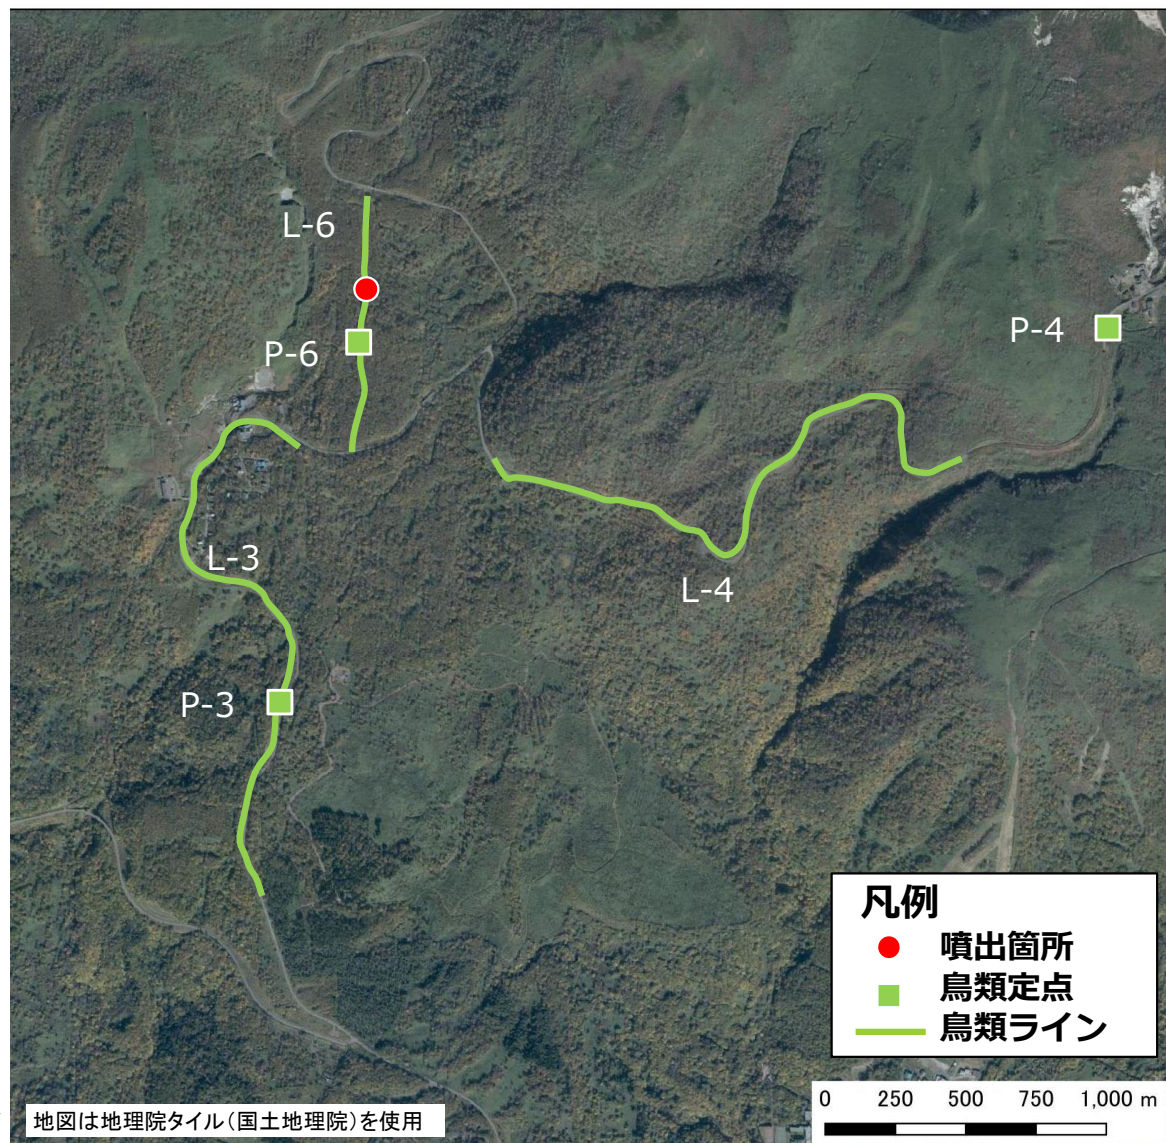 L-6
P-6
P-4
L-3
L-4
P-3
凡例
噴出箇所
鳥類定点
鳥類ライン
0 250 500 750 1,000 m
地図は地理院タイル(国土地理院)を使用